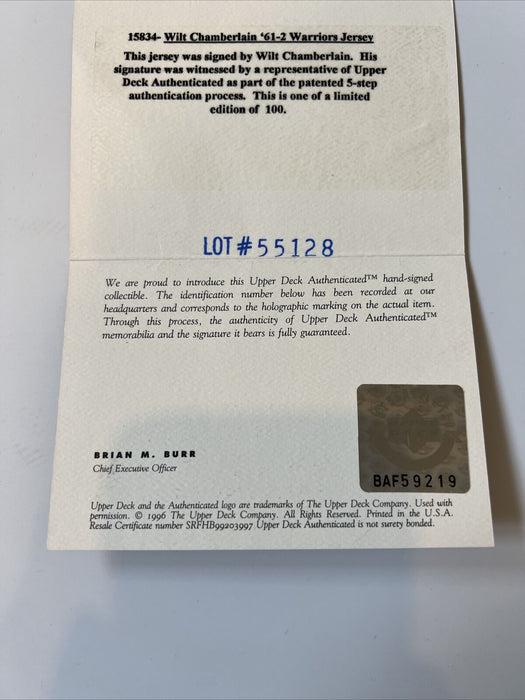 15834- Wilt Chamberlain '61-2 Warriors Jersey
This jersey was signed by Wilt Chamberlain. His
signature was witnessed by a representative of Upper
Deck Authenticated as part of the patented 5-step
authentication process. This is one of a limited
edition of 100.
LOT # 55128
We are proud to introduce this Upper Deck Authenticated™ hand-signed
collectible. The identification number below has been recorded at our
headquarters and corresponds to the holographic marking on the actual item.
Through this process, the authenticity of Upper Deck Authenticated™
memorabilia and the signature it bears is fully guaranteed.
BRIAN M. BURR
Chief Executive Officer
BAF59219
Upper Deck and the Authenticated logo are trademarks of The Upper Deck Company. Used with
permission. © 1996 The Upper Deck Company. All Rights Reserved. Printed in the U.S.A.
Resale Certificate number SRFHB99203997 Upper Deck Authenticated is not surety bonded.